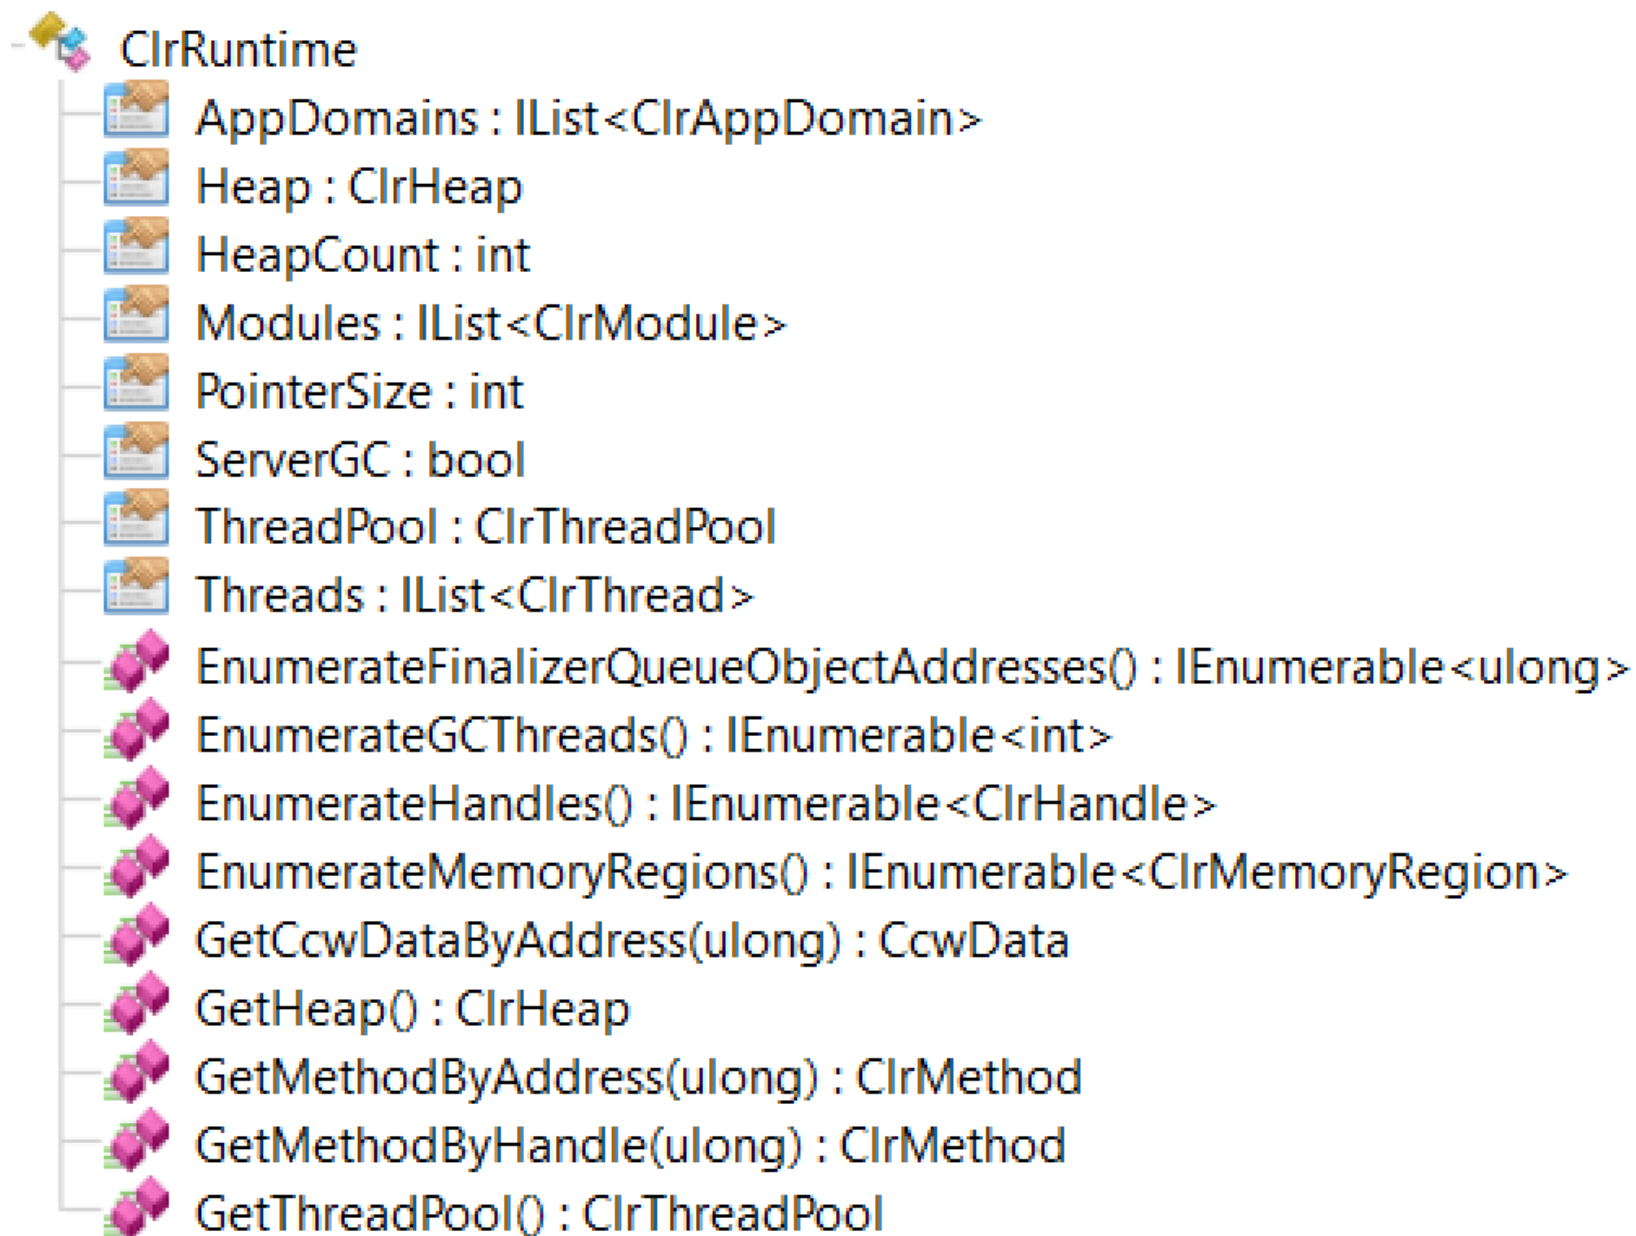 ClrRuntime
AppDomains : IList<ClrAppDomain>
Heap : ClrHeap
HeapCount : int
Modules : IList<ClrModule>
PointerSize : int
ServerGC : bool
ThreadPool : ClrThreadPool
Threads : IList<ClrThread>
EnumerateFinalizerQueueObjectAddresses() : IEnumerable<ulong>
EnumerateGCThreads() : IEnumerable<int>
EnumerateHandles() : IEnumerable<ClrHandle>
EnumerateMemoryRegions() : IEnumerable<ClrMemoryRegion>
GetCcwDataByAddress(ulong) : CcwData
GetHeap() : ClrHeap
GetMethodByAddress(ulong) : ClrMethod
GetMethodByHandle(ulong) : ClrMethod
GetThreadPool() : ClrThreadPool